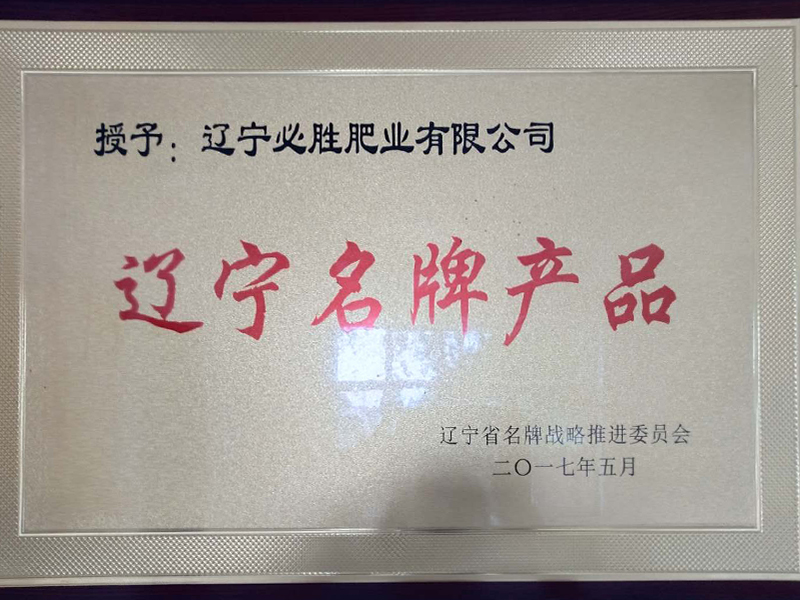 授予：辽宁必胜肥业有限公司
辽宁名牌产品
辽宁省名牌战略推进委员会
二〇一七年五月